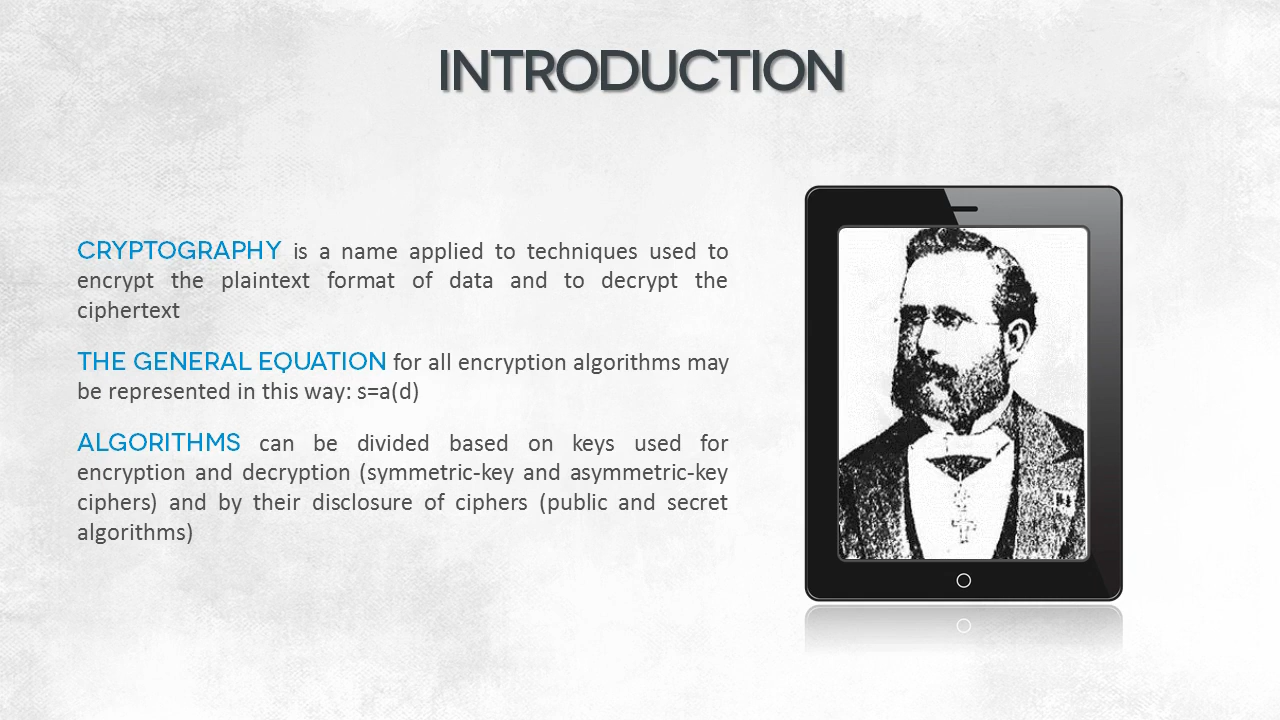 INTRODUCTION
CRYPTOGRAPHY is a name applied to techniques used to
encrypt the plaintext format of data and to decrypt the
ciphertext
THE GENERAL EQUATION for all encryption algorithms may
be represented in this way: s=a(d)
ALGORITHMS can be divided based on keys used for
encryption and decryption (symmetric-key and asymmetric-key
ciphers) and by their disclosure of ciphers (public and secret
algorithms)